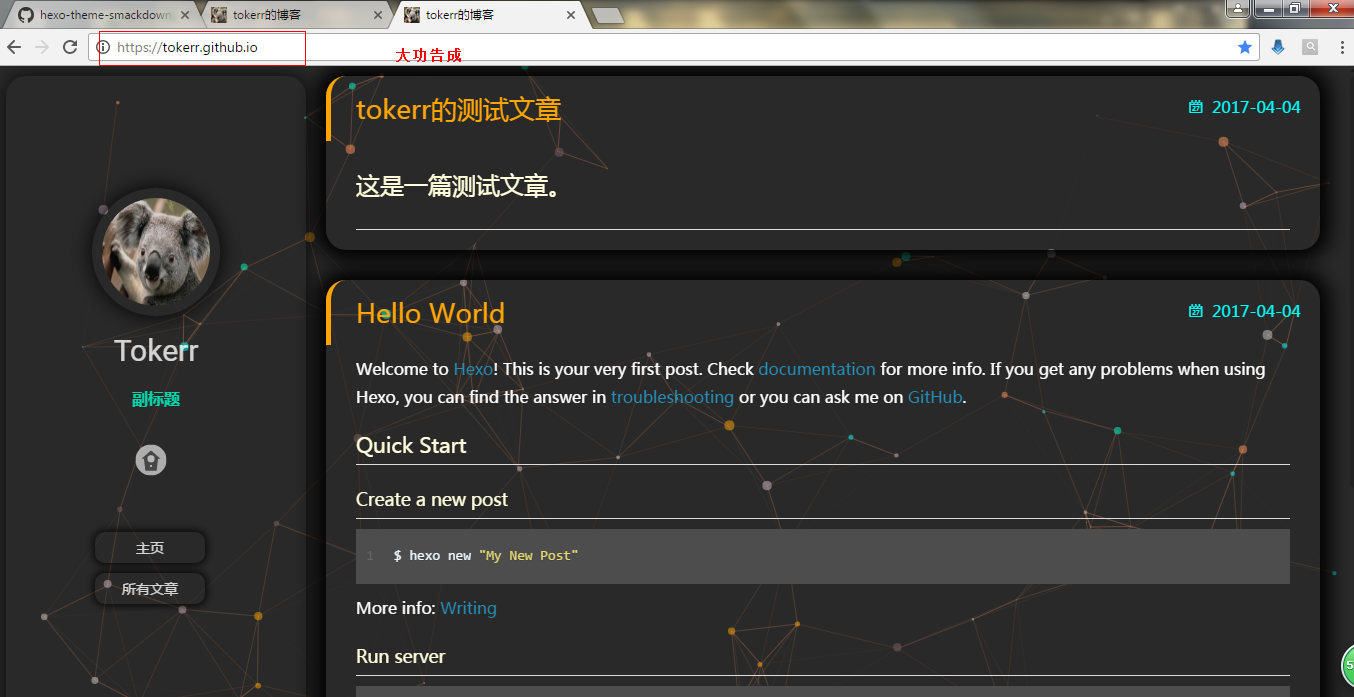 hexo-theme-smackdown
tokerr的博客
tokerr的博客
https://tokerr.github.io
大功告成
tokerr的测试文章
2017-04-04
这是一篇测试文章。
Tokerr
副标题
主页
所有文章
Hello World
2017-04-04
Welcome to Hexo! This is your very first post. Check documentation for more info. If you get any problems when using
Hexo, you can find the answer in troubleshooting or you can ask me on GitHub.
Quick Start
Create a new post
1 $ hexo new "My New Post"
More info: Writing
Run server
5